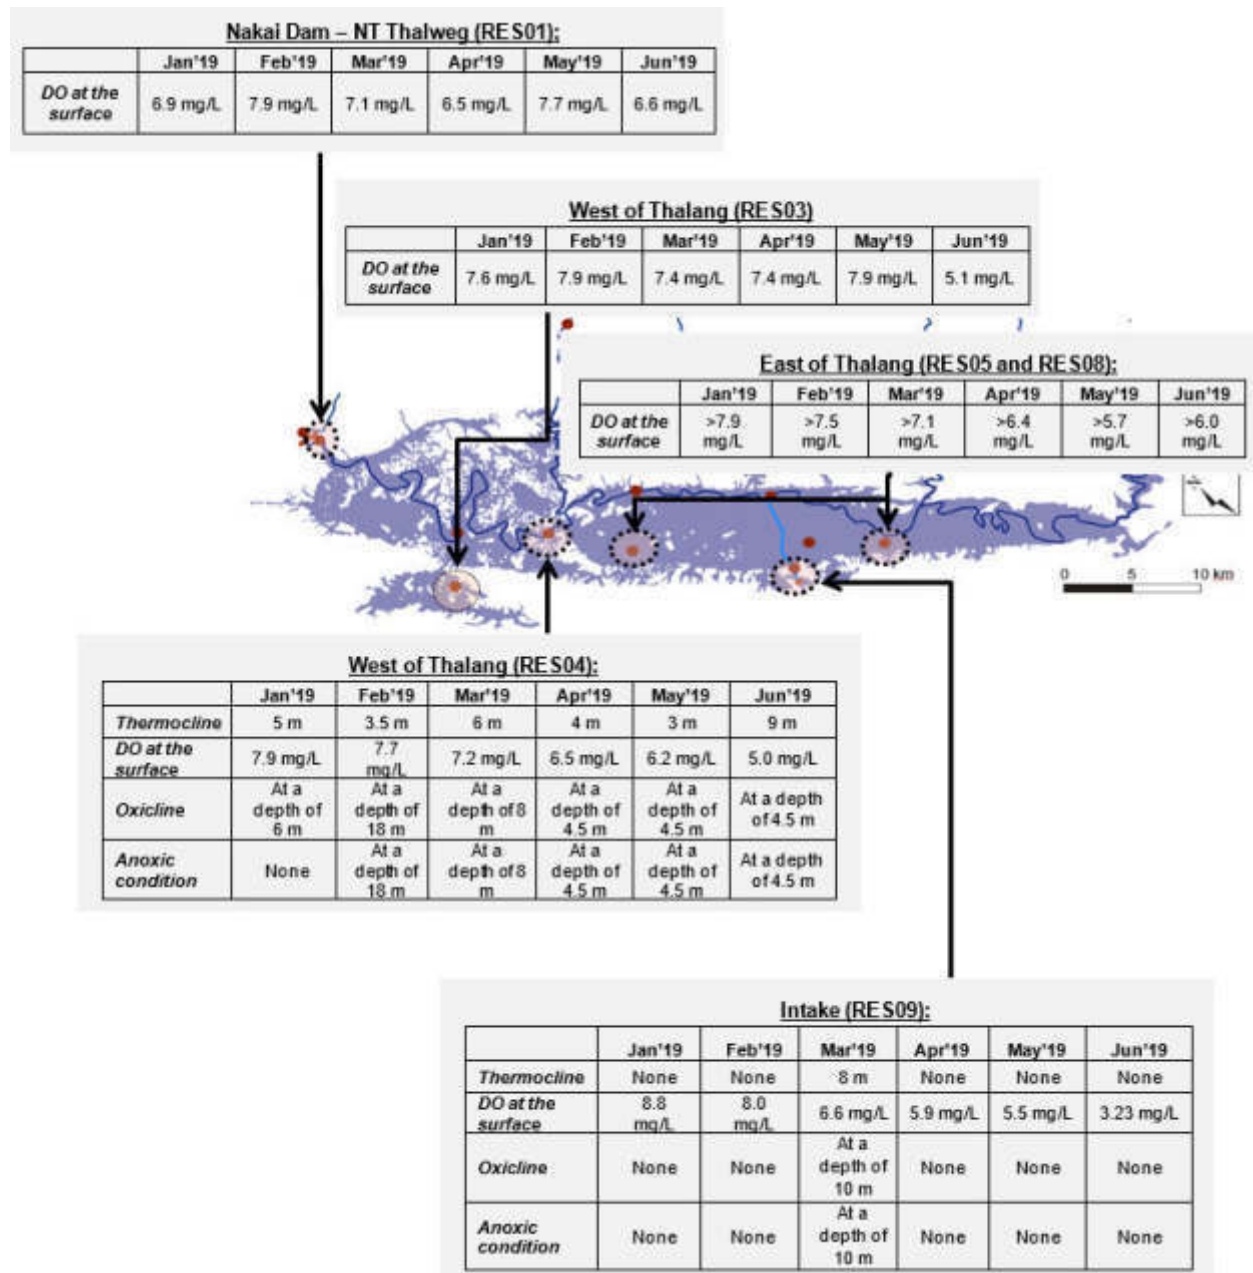 Nakai Dam – NT Thalweg (RES01):
Jan'19 Feb'19 Mar'19 Apr'19 May'19 Jun'19
DO at the surface 6.9 mg/L 7.9 mg/L 7.1 mg/L 6.5 mg/L 7.7 mg/L 6.6 mg/L
West of Thalang (RES03)
Jan'19 Feb'19 Mar'19 Apr'19 May'19 Jun'19
DO at the surface 7.6 mg/L 7.9 mg/L 7.4 mg/L 7.4 mg/L 7.9 mg/L 5.1 mg/L
East of Thalang (RES05 and RES08):
Jan'19 Feb'19 Mar'19 Apr'19 May'19 Jun'19
DO at the surface >7.9 mg/L >7.5 mg/L >7.1 mg/L >6.4 mg/L >5.7 mg/L >6.0 mg/L
0 5 10 km
West of Thalang (RES04):
Jan'19 Feb'19 Mar'19 Apr'19 May'19 Jun'19
Thermocline 5 m 3.5 m 6 m 4 m 3 m 9 m
DO at the surface 7.9 mg/L 7.7 mg/L 7.2 mg/L 6.5 mg/L 6.2 mg/L 5.0 mg/L
Oxicline At a depth of 6 m At a depth of 18 m At a depth of 8 m At a depth of 4.5 m At a depth of 4.5 m At a depth of 4.5 m
Anoxic condition None At a depth of 18 m At a depth of 8 m At a depth of 4.5 m At a depth of 4.5 m At a depth of 4.5 m
Intake (RES09):
Jan'19 Feb'19 Mar'19 Apr'19 May'19 Jun'19
Thermocline None None 8 m None None None
DO at the surface 8.8 mg/L 8.0 mg/L 6.6 mg/L 5.9 mg/L 5.5 mg/L 3.23 mg/L
Oxicline None None At a depth of 10 m None None None
Anoxic condition None None At a depth of 10 m None None None